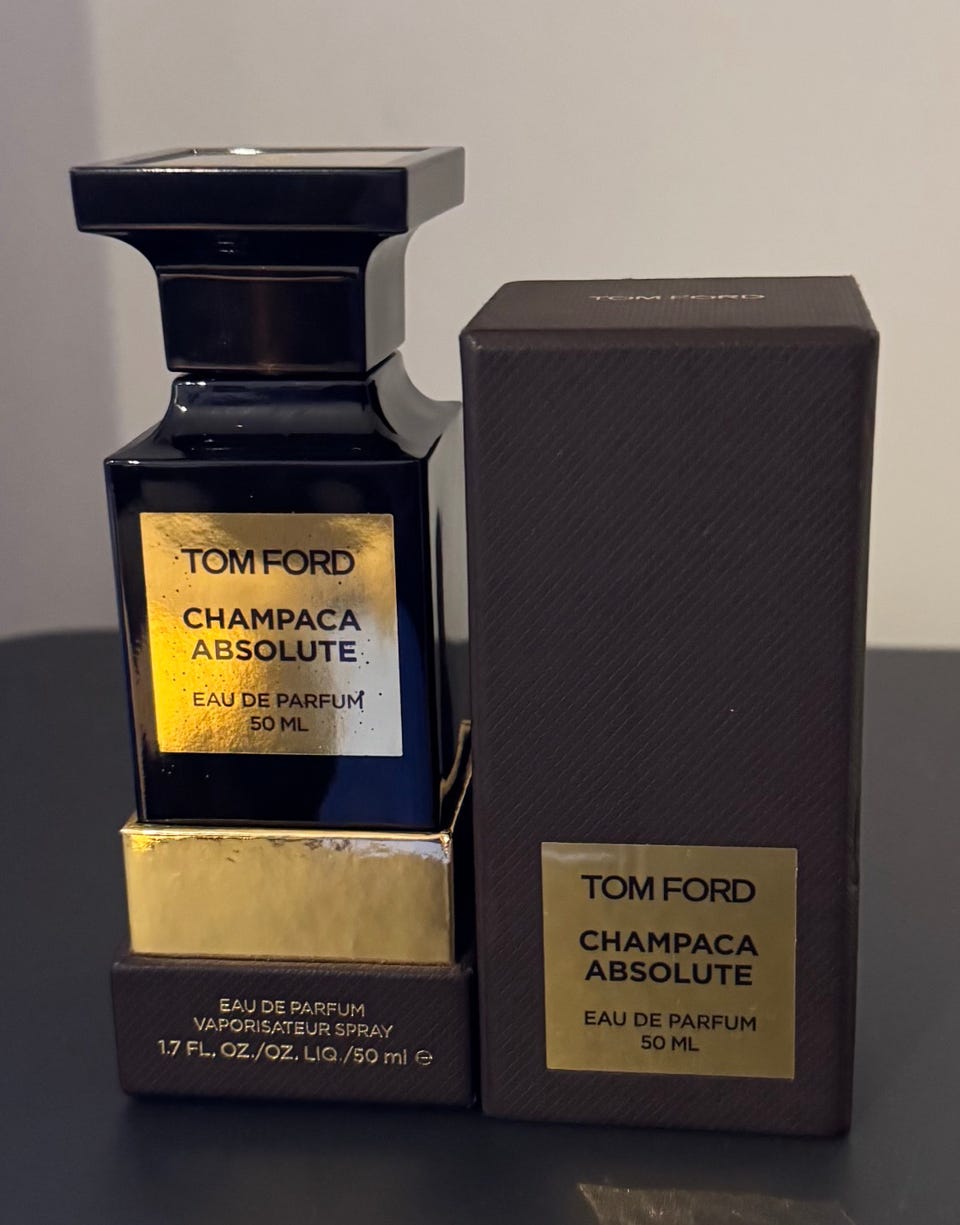 TOM FORD
CHAMPACA
ABSOLUTE
EAU DE PARFUM
50 ML
EAU DE PARFUM
VAPORISATEUR SPRAY
1.7 FL. OZ./OZ. LIQ./50 ml ℮
TOM FORD
TOM FORD
CHAMPACA
ABSOLUTE
EAU DE PARFUM
50 ML